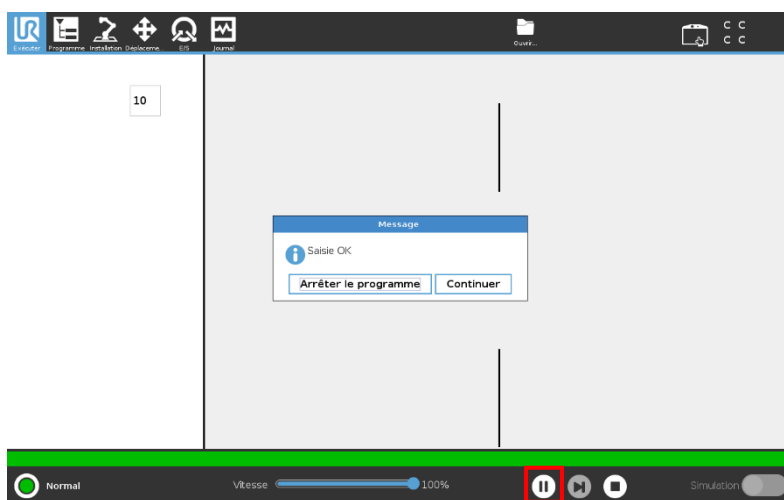 UR
Exécuter Programme Installation Déplaceme... E/S Journal Ouvrir...
C C
C C
10
Message
i Saisie OK
Arrêter le programme Continuer
Normal Vitesse 100% Simulation